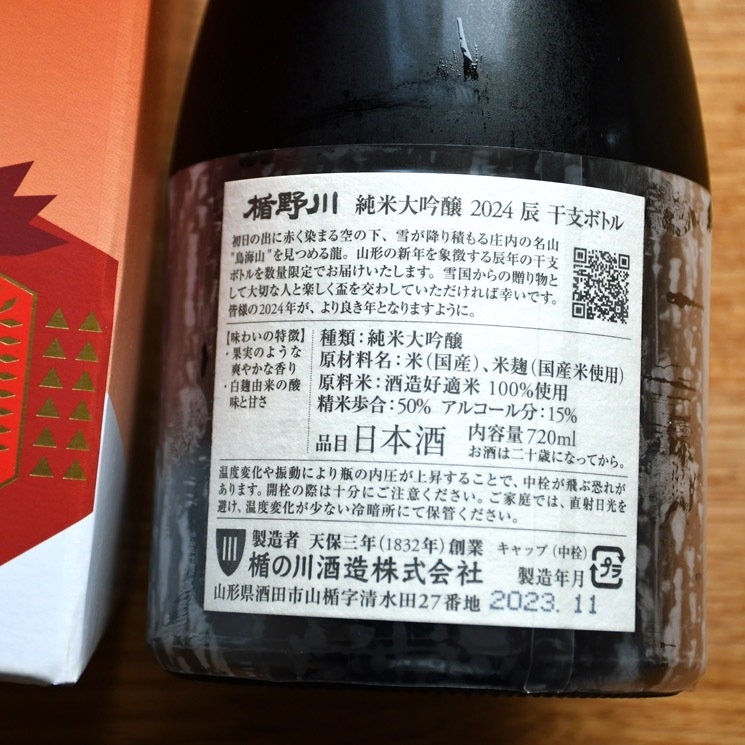 楯野川 純米大吟醸 2024 辰 干支ボトル
初日の出に赤く染まる空の下、雪が降り積もる庄内の名山
"鳥海山"を見つめる龍。山形の新年を象徴する辰年の干支
ボトルを数量限定でお届けいたします。雪国からの贈り物と
して大切な人と楽しく盃を交わしていただければ幸いです。
皆様の2024年が、より良き年となりますように。
【味わいの特徴】
・果実のような
爽やかな香り
・白麹由来の酸
味と甘さ
種類：純米大吟醸
原材料名：米（国産）、米麹（国産米使用）
原料米：酒造好適米 100%使用
精米歩合：50% アルコール分：15%
品目 日本酒 内容量 720ml
お酒は二十歳になってから。
温度変化や振動により瓶の内圧が上昇することで、中栓が飛ぶ恐れが
あります。開栓の際は十分にご注意ください。ご家庭では、直射日光を
避け、温度変化が少ない冷暗所にて保管ください。
製造者 天保三年（1832年）創業 キャップ（中栓）
プラ
楯の川酒造株式会社 製造年月
山形県酒田市山楯字清水田27番地 2023.11